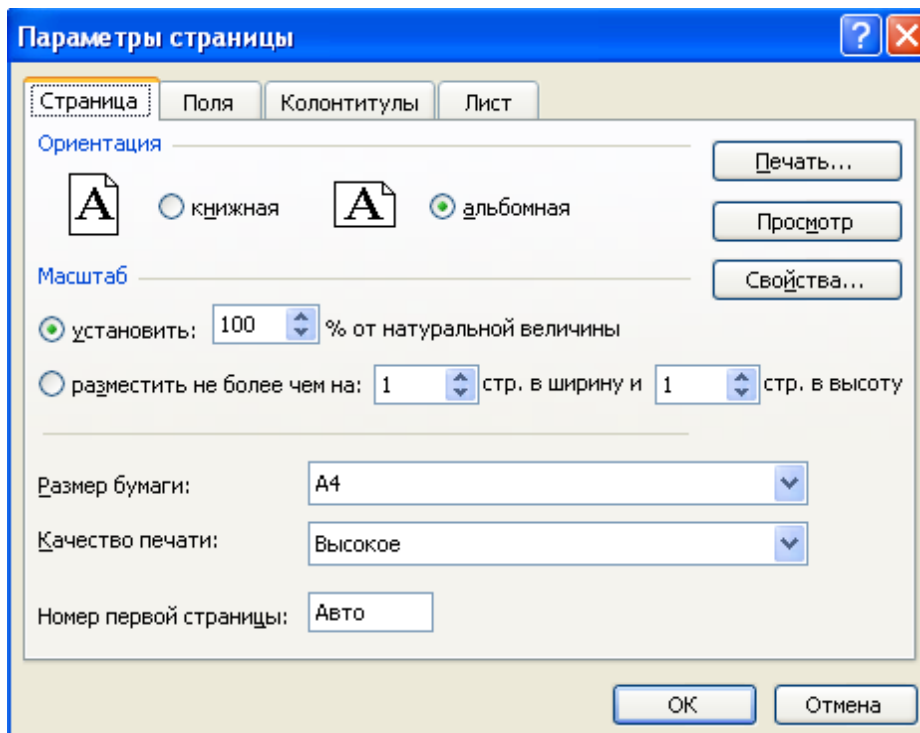 Параметры страницы
Страница Поля Колонтитулы Лист
Ориентация
Печать...
A книжная A альбомная
Просмотр
Масштаб
Свойства...
установить: 100 % от натуральной величины
разместить не более чем на: 1 стр. в ширину и 1 стр. в высоту
Размер бумаги: A4
Качество печати: Высокое
Номер первой страницы: Авто
ОК Отмена